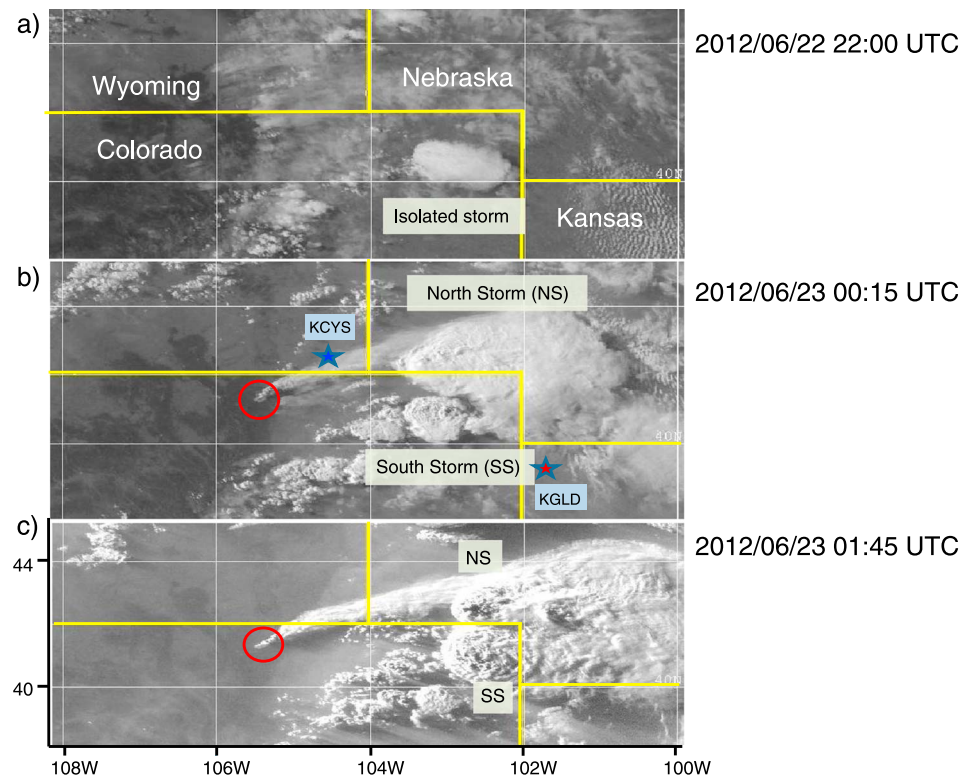 a)
2012/06/22 22:00 UTC
Wyoming
Nebraska
Colorado
40N
Isolated storm
Kansas
b)
2012/06/23 00:15 UTC
North Storm (NS)
KCYS
40N
South Storm (SS)
KGLD
c)
2012/06/23 01:45 UTC
44
NS
40
40N
SS
108W 106W 104W 102W 100W